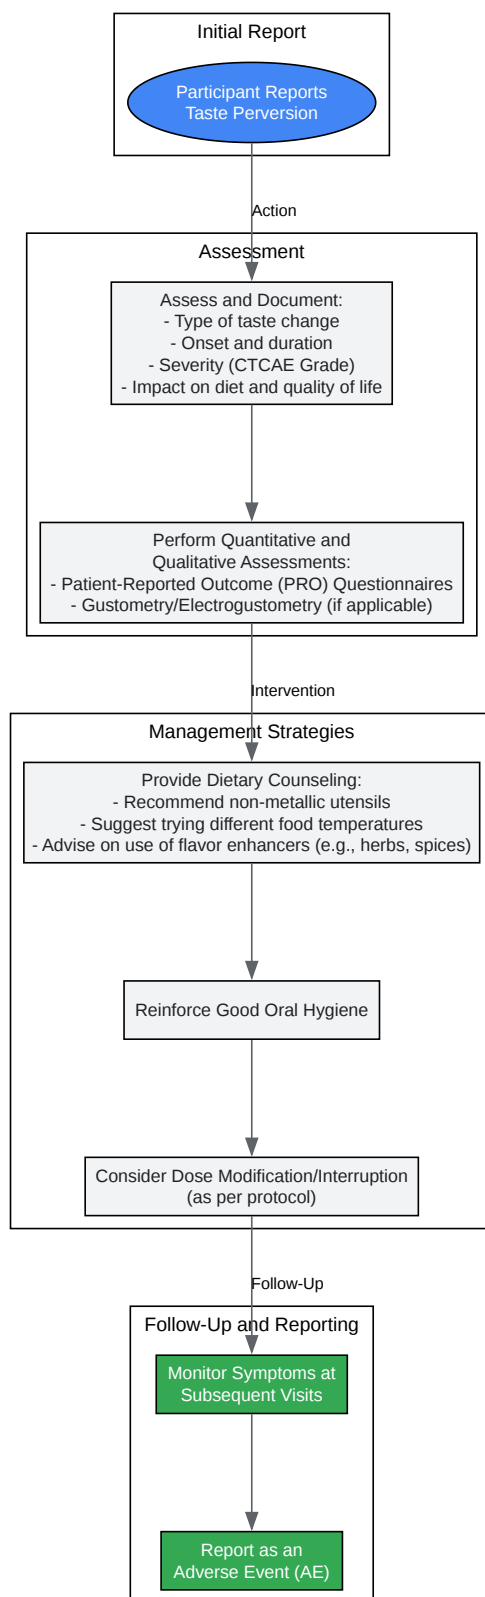 Initial Report
Participant Reports
Taste Perversion
Action
Assessment
Assess and Document:
- Type of taste change
- Onset and duration
- Severity (CTCAE Grade)
- Impact on diet and quality of life
Perform Quantitative and
Qualitative Assessments:
- Patient-Reported Outcome (PRO) Questionnaires
- Gustometry/Electrogustometry (if applicable)
Intervention
Management Strategies
Provide Dietary Counseling:
- Recommend non-metallic utensils
- Suggest trying different food temperatures
- Advise on use of flavor enhancers (e.g., herbs, spices)
Reinforce Good Oral Hygiene
Consider Dose Modification/Interruption
(as per protocol)
Follow-Up
Follow-Up and Reporting
Monitor Symptoms at
Subsequent Visits
Report as an
Adverse Event (AE)